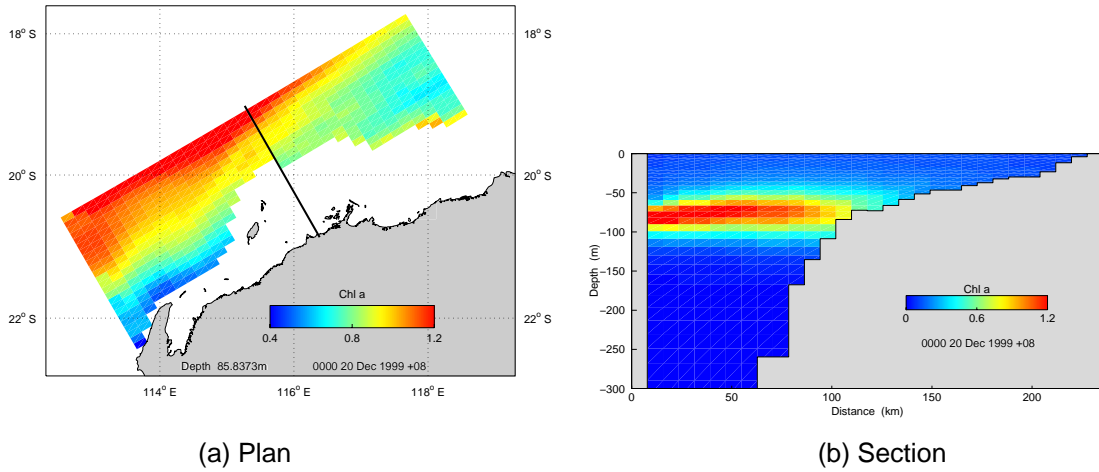 18° S
20° S
22° S
114° E
116° E
118° E
Chl a
0.4
0.8
1.2
Depth 85.8373m
0000 20 Dec 1999 +08
(a) Plan
0
−50
−100
−150
−200
−250
−300
Depth (m)
0
50
100
150
200
Distance (km)
Chl a
0
0.6
1.2
0000 20 Dec 1999 +08
18° S
20° S
22° S
(b) Section